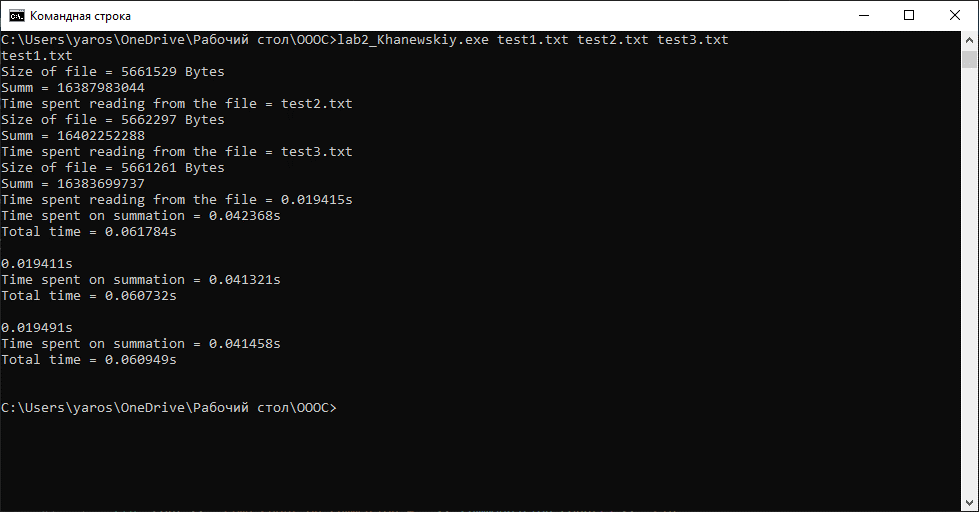 Командная строка
C:\Users\yaros\OneDrive\Рабочий стол\ОООС>lab2_Khanewskiy.exe test1.txt test2.txt test3.txt
test1.txt
Size of file = 5661529 Bytes
Summ = 16387983044
Time spent reading from the file = test2.txt
Size of file = 5662297 Bytes
Summ = 16402252288
Time spent reading from the file = test3.txt
Size of file = 5661261 Bytes
Summ = 16383699737
Time spent reading from the file = 0.019415s
Time spent on summation = 0.042368s
Total time = 0.061784s
0.019411s
Time spent on summation = 0.041321s
Total time = 0.060732s
0.019491s
Time spent on summation = 0.041458s
Total time = 0.060949s
C:\Users\yaros\OneDrive\Рабочий стол\ОООС>